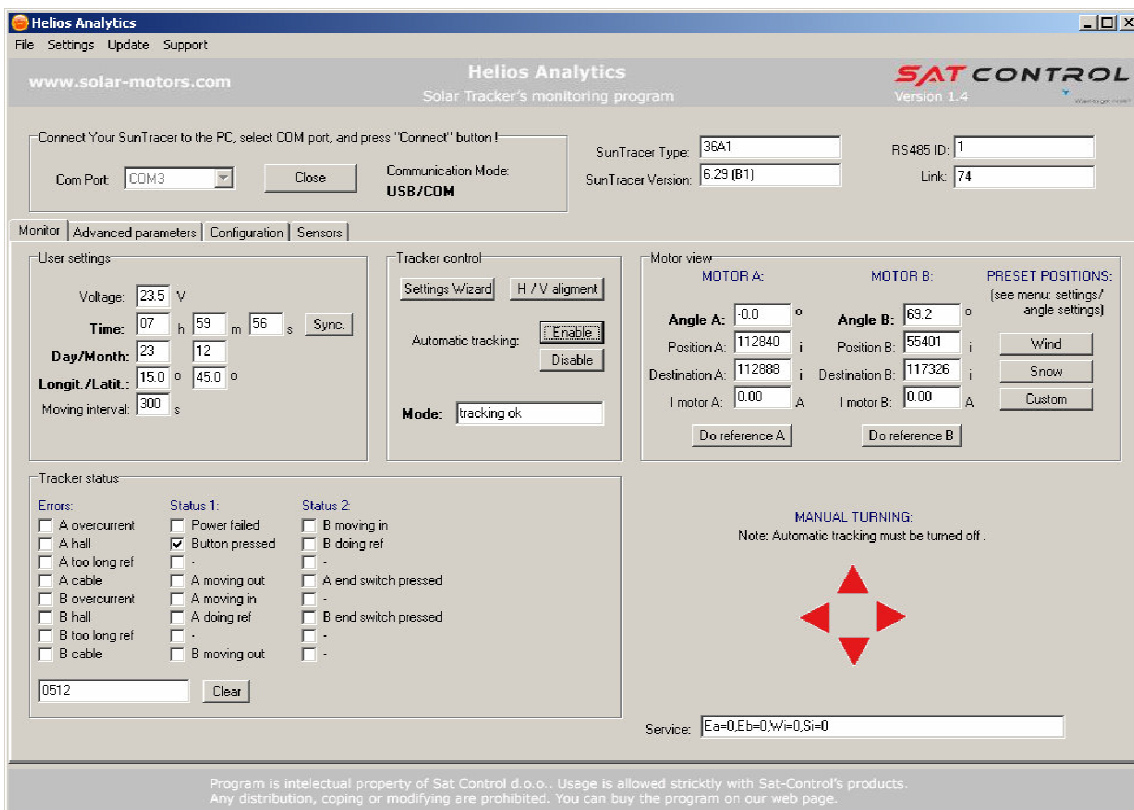 Helios Analytics
File Settings Update Support
www.solar-motors.com
Helios Analytics
Solar Tracker's monitoring program
SAT CONTROL
Version 1.4
Connect Your SunTracer to the PC, select COM port, and press "Connect" button !
Com Port: COM3
Close
Communication Mode:
USB/COM
SunTracer Type: 36A1
SunTracer Version: 6.29 (B1)
RS485 ID: 1
Link: 74
Monitor Advanced parameters Configuration Sensors
User settings
Voltage: 23.5 V
Time: 07 h 59 m 56 s Sync.
Day/Month: 23 12
Longit./Latit.: 15.0 o 45.0 o
Moving interval: 300 s
Tracker control
Settings Wizard H / V aligment
Automatic tracking: Enable
Disable
Mode: tracking ok
Motor view
MOTOR A:
Angle A: -0.0 o
Position A: 112840 i
Destination A: 112888 i
I motor A: 0.00 A
Do reference A
MOTOR B:
Angle B: 69.2 o
Position B: 55401 i
Destination B: 117326 i
I motor B: 0.00 A
Do reference B
PRESET POSITIONS:
(see menu: settings/
angle settings)
Wind
Snow
Custom
Tracker status
Errors:
A overcurrent
A hall
A too long ref
A cable
B overcurrent
B hall
B too long ref
B cable
Status 1:
Power failed
Button pressed
-
A moving out
A moving in
A doing ref
-
B moving out
Status 2:
B moving in
B doing ref
-
A end switch pressed
-
B end switch pressed
-
-
0512
Clear
MANUAL TURNING:
Note: Automatic tracking must be turned off .
Service: Ea=0,Eb=0,Wi=0,Si=0
Program is intelectual property of Sat Control d.o.o.. Usage is allowed stricktly with Sat-Control's products.
Any distribution, coping or modifying are prohibited. You can buy the program on our web page.